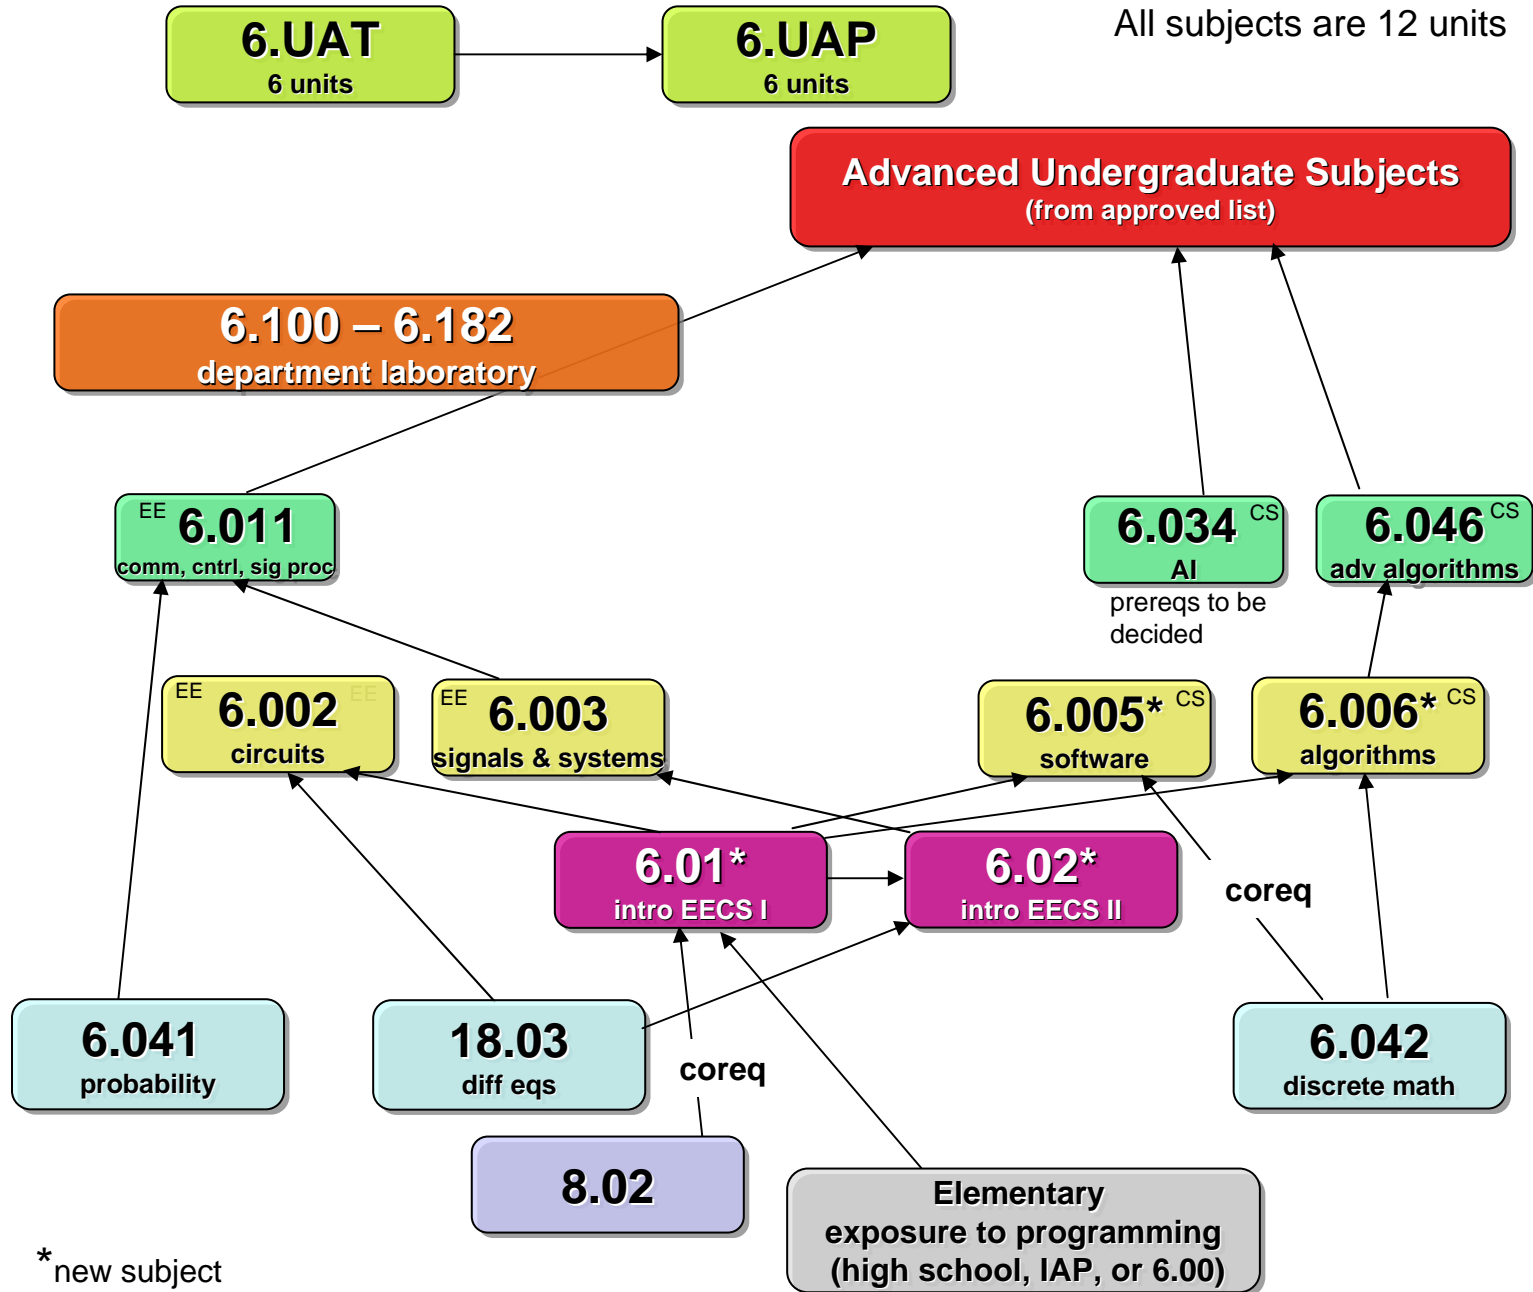 6.UAT
6 units
6.UAP
6 units
All subjects are 12 units
Advanced Undergraduate Subjects
(from approved list)
6.100 – 6.182
department laboratory
EE 6.011
comm, cntrl, sig proc
6.034 CS
AI
prereqs to be
decided
6.046 CS
adv algorithms
EE 6.002 EE
circuits
EE 6.003
signals & systems
6.005* CS
software
6.006* CS
algorithms
6.01*
intro EECS I
6.02*
intro EECS II
coreq
6.041
probability
18.03
diff eqs
coreq
6.042
discrete math
8.02
Elementary
exposure to programming
(high school, IAP, or 6.00)
*new subject